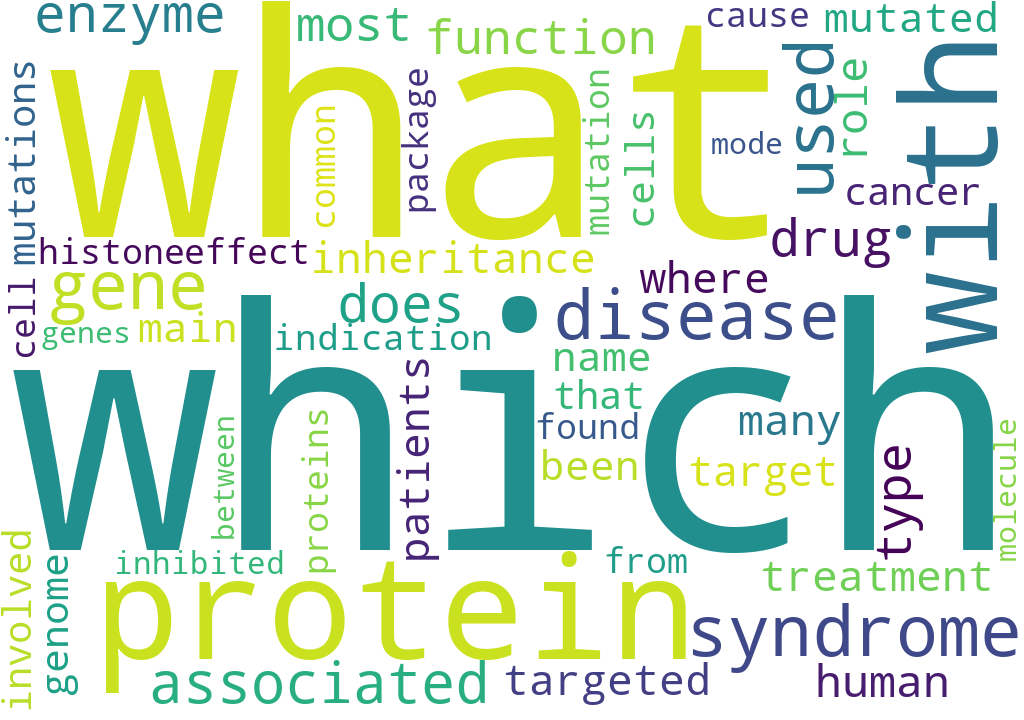 enzyme
most
function
cause
mutated
what
with
mutations
common
package
mutation
cells
mode
used
role
cancer
histoneeffect
inheritance
drug
gene
where
cell
does
disease
genes
main
indication
which
name
that
many
found
been
target
type
molecule
between
proteins
patients
inhibited
from
treatment
involved
genome
protein
syndrome
associated
targeted
human